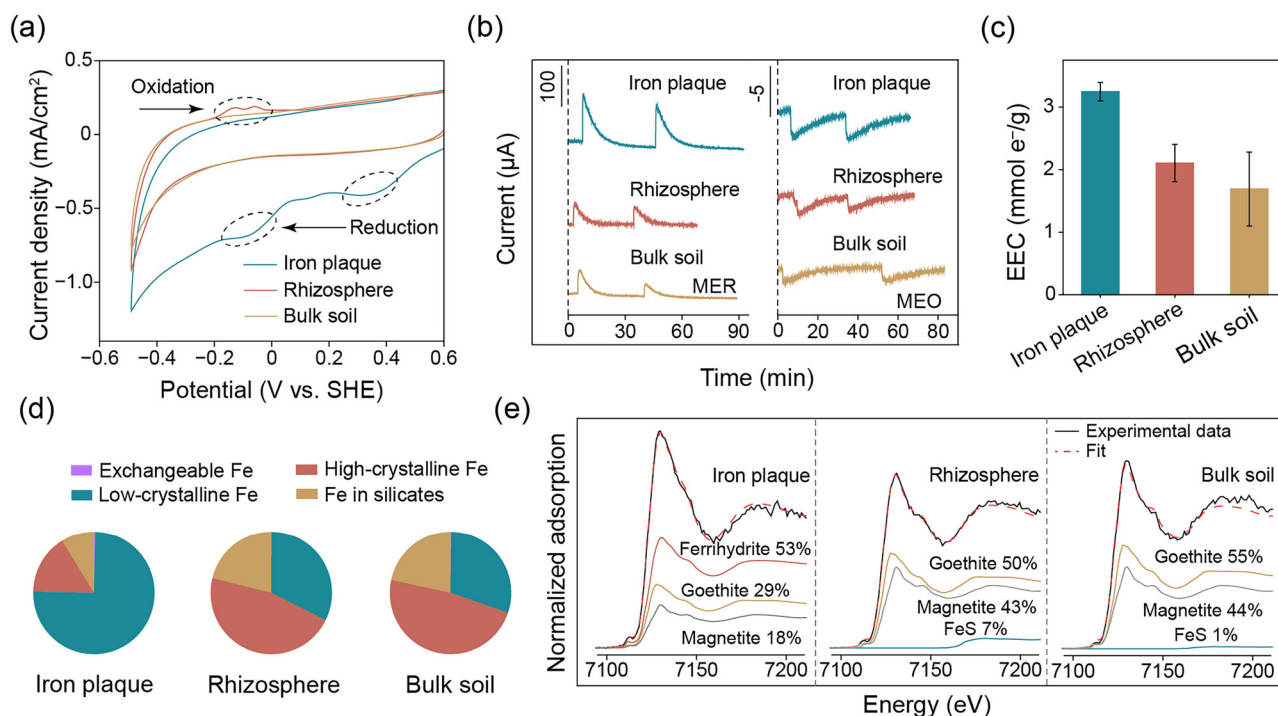 (a)
Current density (mA/cm²)
0.5
0
−0.5
−1.0
Oxidation
Reduction
Iron plaque
Rhizosphere
Bulk soil
−0.6 −0.4 −0.2 0 0.2 0.4 0.6
Potential (V vs. SHE)
(b)
Current (μA)
100
Iron plaque
Rhizosphere
Bulk soil
MER
0 30 60 90
-5
Iron plaque
Rhizosphere
Bulk soil
MEO
0 20 40 60 80
Time (min)
(c)
EEC (mmol e⁻/g)
3
2
1
0
Iron plaque
Rhizosphere
Bulk soil
(d)
Exchangeable Fe
High-crystalline Fe
Low-crystalline Fe
Fe in silicates
Iron plaque
Rhizosphere
Bulk soil
(e)
Normalized adsorption
Iron plaque
Ferrihydrite 53%
Goethite 29%
Magnetite 18%
7100 7150 7200
Rhizosphere
Goethite 50%
Magnetite 43%
FeS 7%
7100 7150 7200
Experimental data
Fit
Bulk soil
Goethite 55%
Magnetite 44%
FeS 1%
7100 7150 7200
Energy (eV)